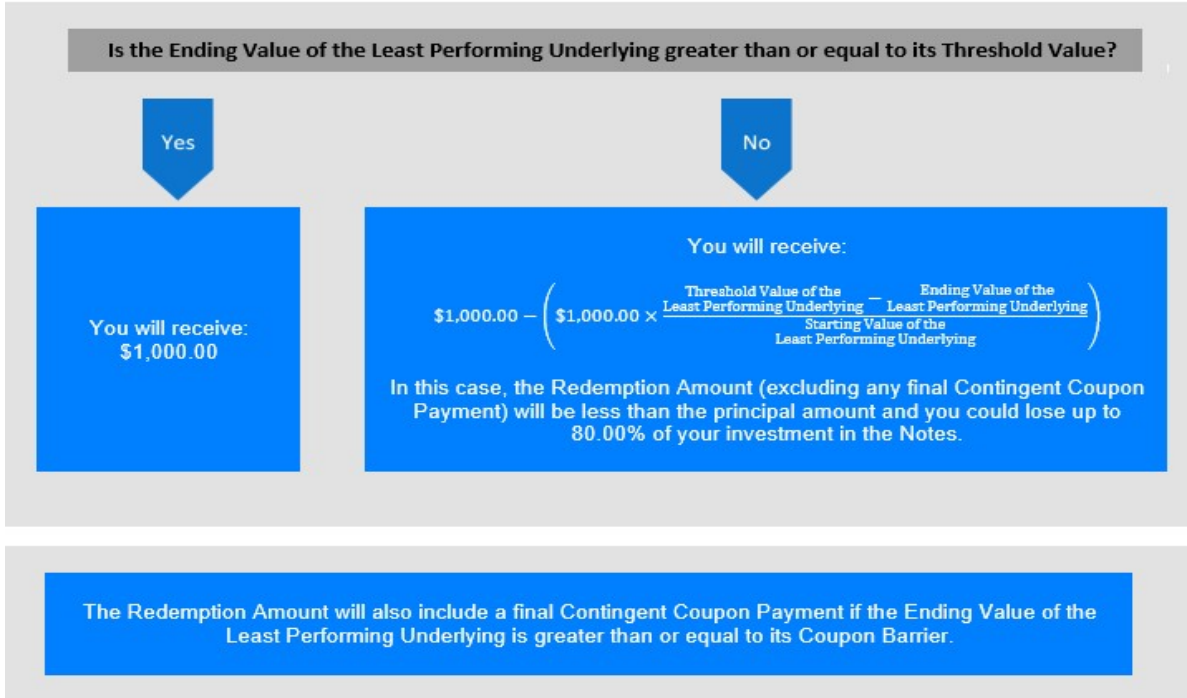 Is the Ending Value of the Least Performing Underlying greater than or equal to its Threshold Value?
Yes
No
You will receive:
$1,000.00
You will receive:
$1,000.00 − ( $1,000.00 × (Threshold Value of the Least Performing Underlying − Ending Value of the Least Performing Underlying) / Starting Value of the Least Performing Underlying )
In this case, the Redemption Amount (excluding any final Contingent Coupon
Payment) will be less than the principal amount and you could lose up to
80.00% of your investment in the Notes.
The Redemption Amount will also include a final Contingent Coupon Payment if the Ending Value of the
Least Performing Underlying is greater than or equal to its Coupon Barrier.